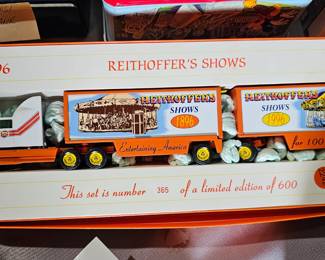 96
REITHOFFER'S SHOWS
REITHOFFERS
SHOWS
1896
Entertaining America
REITHOFFERS
SHOWS
1996
for 100
This set is number 365 of a limited edition of 600